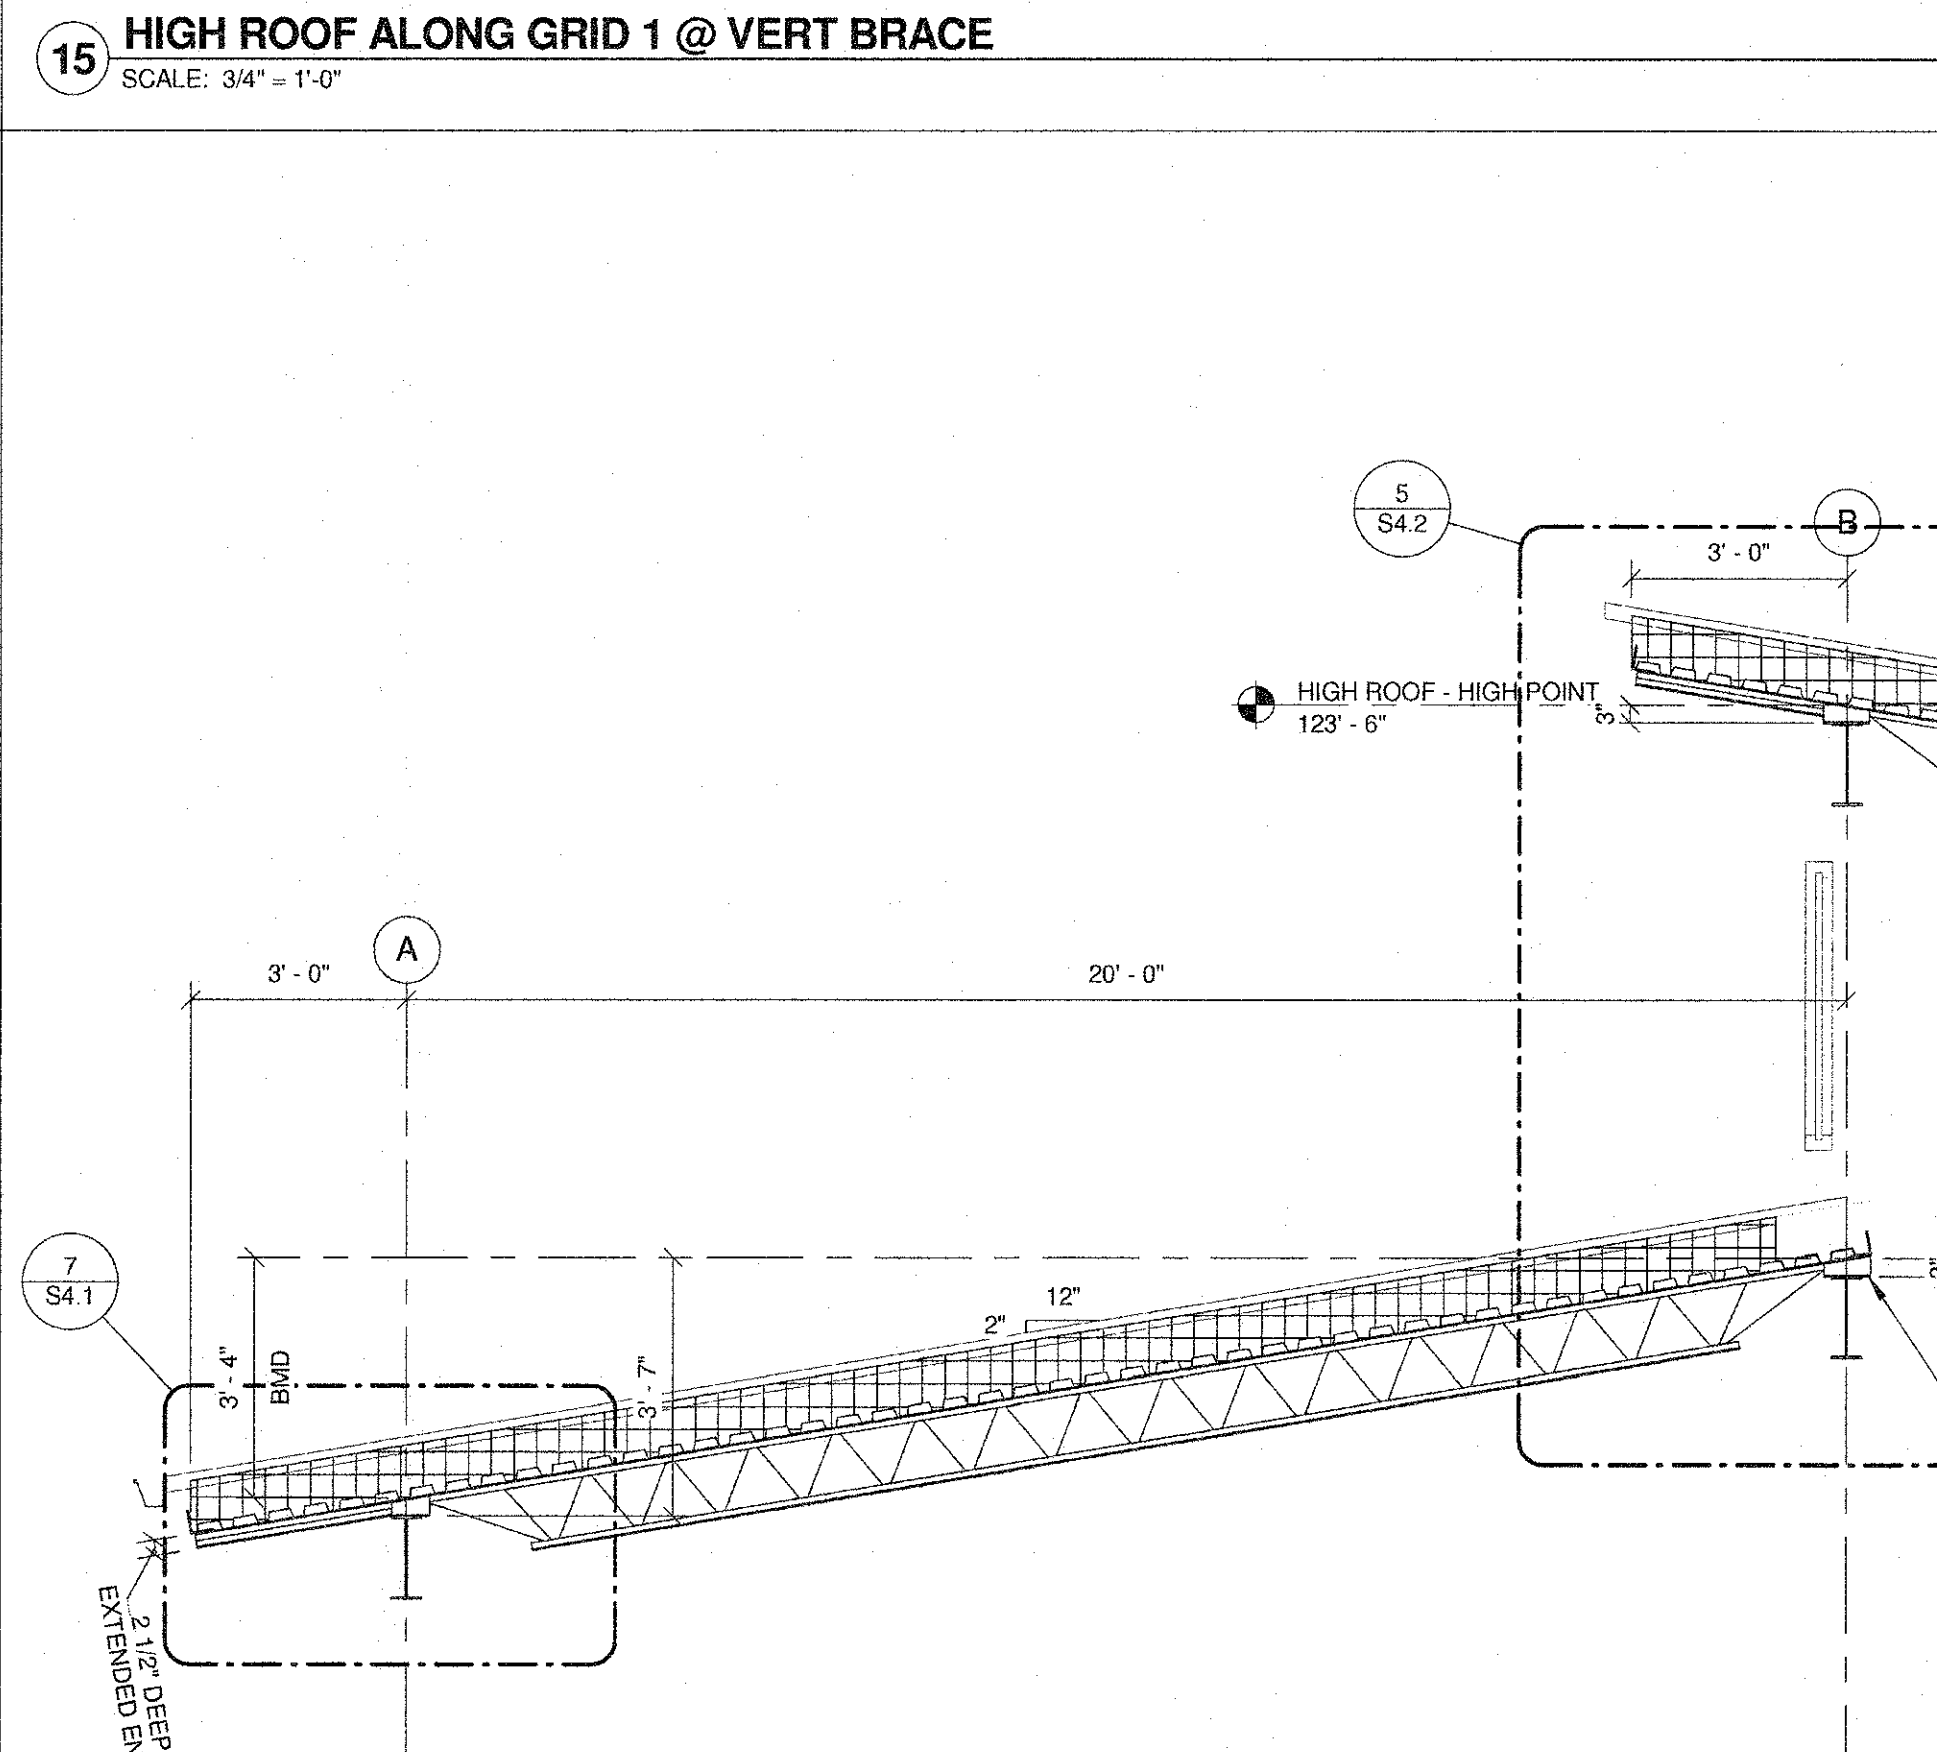 15
HIGH ROOF ALONG GRID 1 @ VERT BRACE
SCALE: 3/4" = 1'-0"
5
S4.2
B
3' - 0"
HIGH ROOF - HIGH POINT
123' - 6"
3"
A
3' - 0"
20' - 0"
7
S4.1
3' - 4"
BMD
3' - 7"
12"
2"
2 1/2" DEEP
EXTENDED